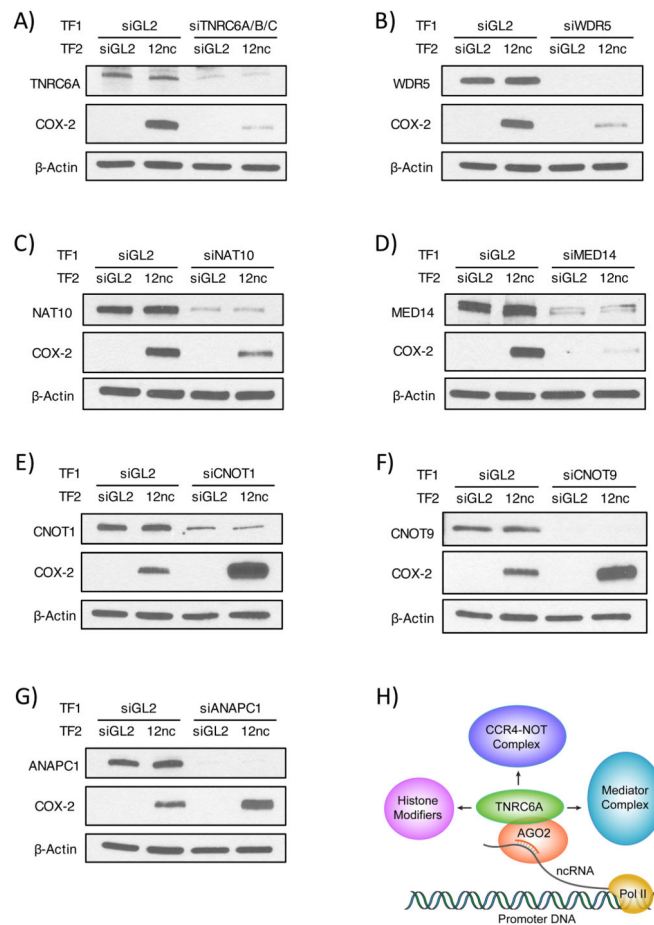 A)
TF1 siGL2 siTNRC6A/B/C
TF2 siGL2 12nc siGL2 12nc
TNRC6A
COX-2
β-Actin
B)
TF1 siGL2 siWDR5
TF2 siGL2 12nc siGL2 12nc
WDR5
COX-2
β-Actin
C)
TF1 siGL2 siNAT10
TF2 siGL2 12nc siGL2 12nc
NAT10
COX-2
β-Actin
D)
TF1 siGL2 siMED14
TF2 siGL2 12nc siGL2 12nc
MED14
COX-2
β-Actin
E)
TF1 siGL2 siCNOT1
TF2 siGL2 12nc siGL2 12nc
CNOT1
COX-2
β-Actin
F)
TF1 siGL2 siCNOT9
TF2 siGL2 12nc siGL2 12nc
CNOT9
COX-2
β-Actin
G)
TF1 siGL2 siANAPC1
TF2 siGL2 12nc siGL2 12nc
ANAPC1
COX-2
β-Actin
H)
CCR4-NOT
Complex
Histone
Modifiers
TNRC6A
Mediator
Complex
AGO2
ncRNA
Pol II
Promoter DNA